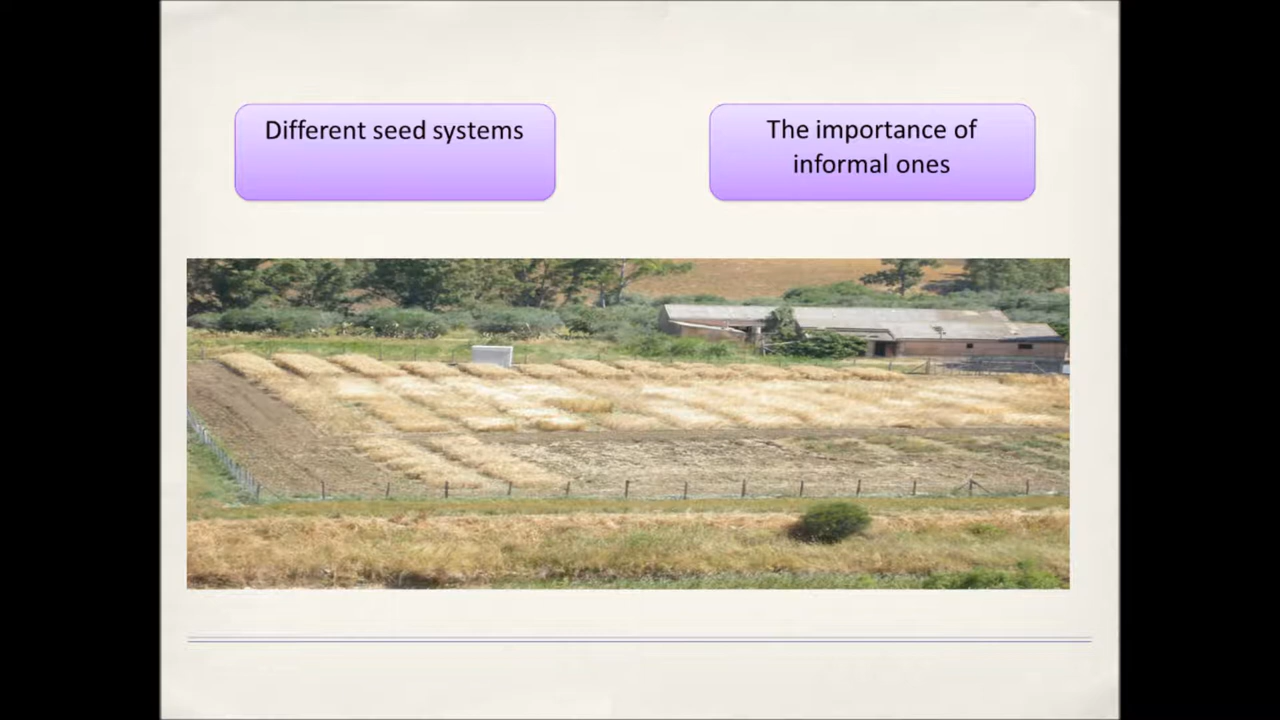 Different seed systems
The importance of
informal ones